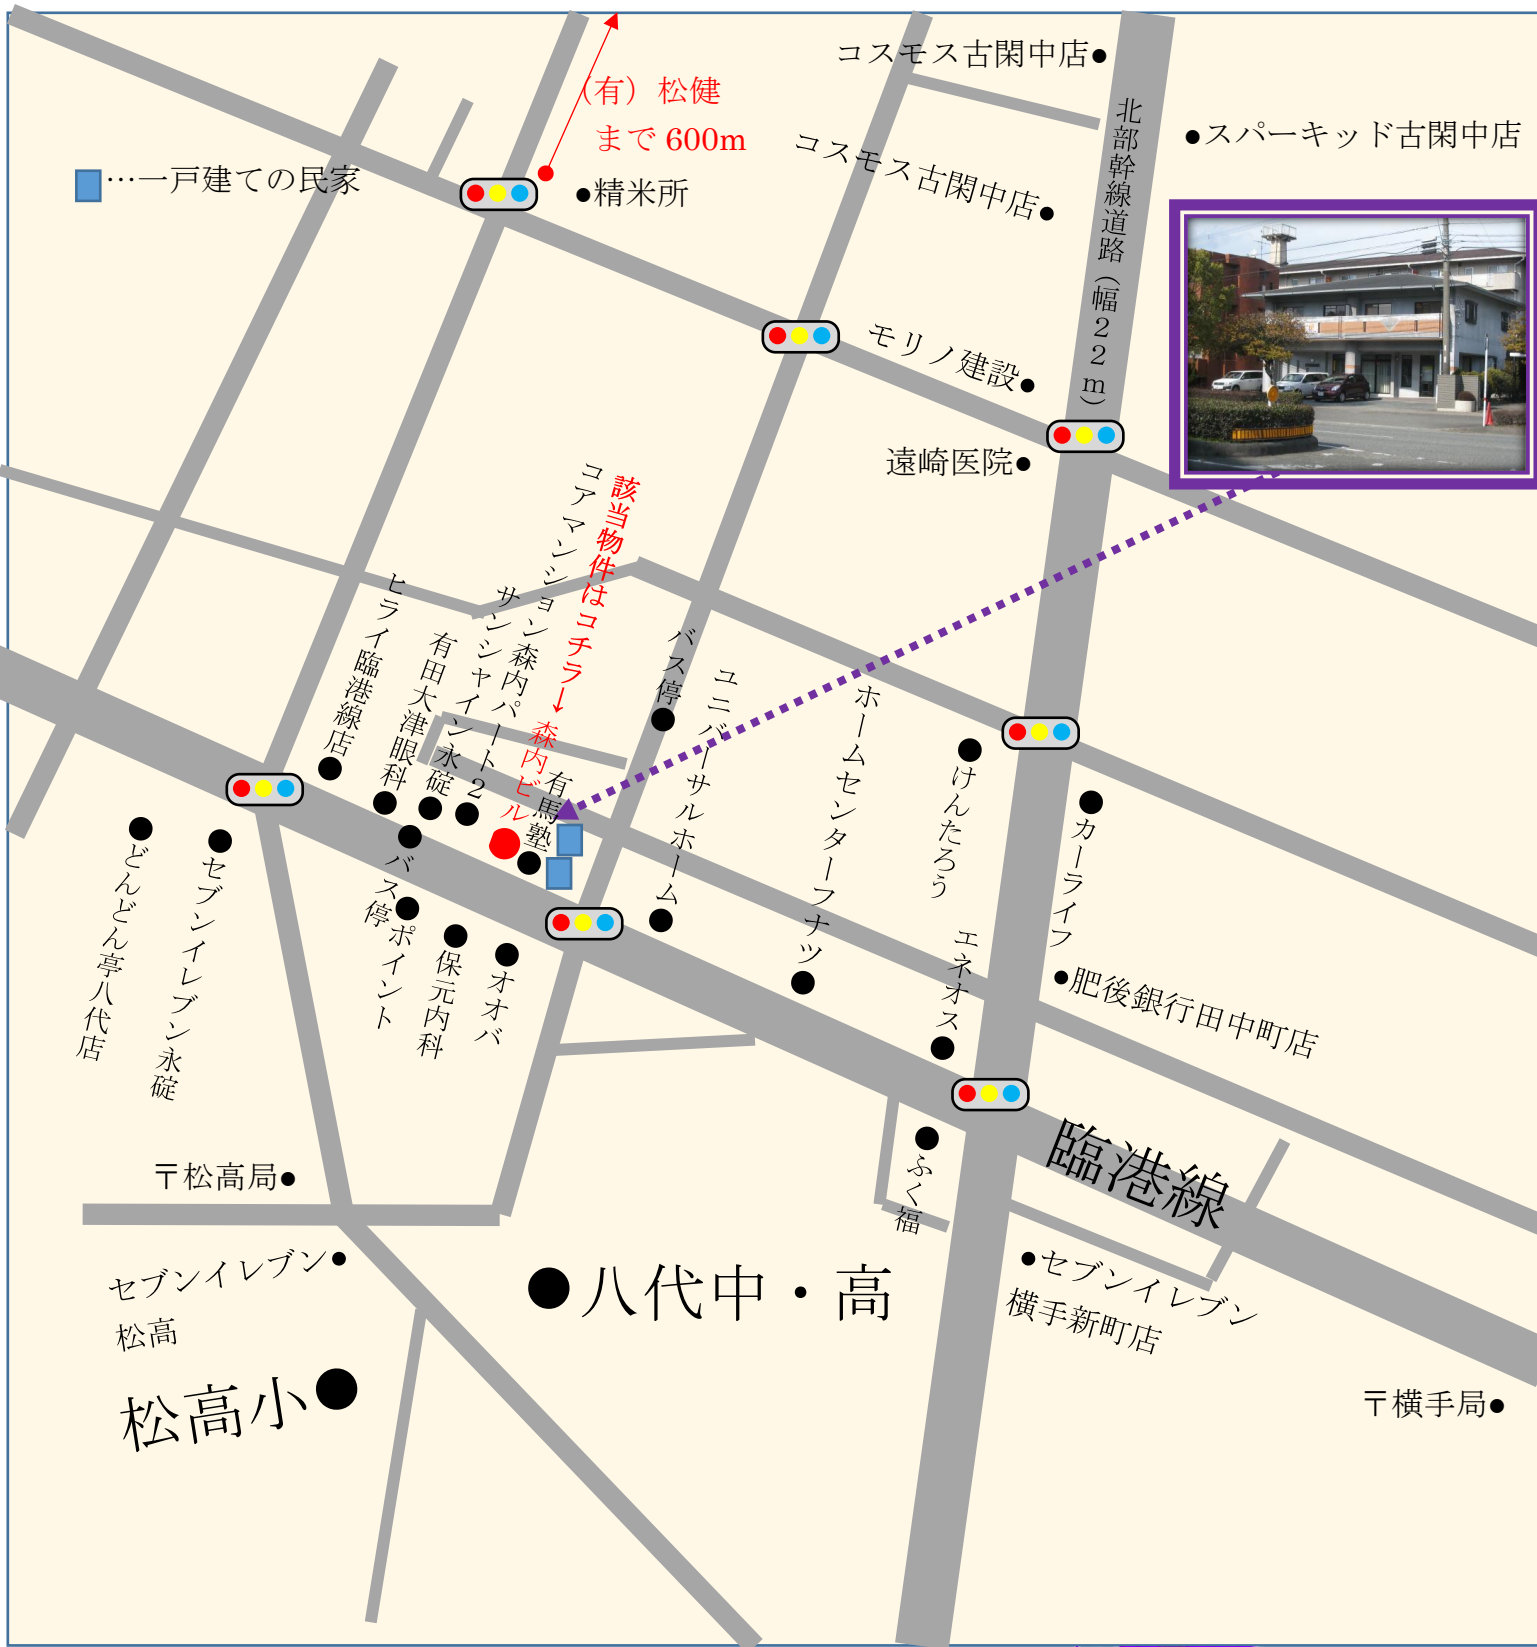 コスモス古閑中店
(有) 松健
まで 600m
北部幹線道路(幅22m)
スパーキッド古閑中店
コスモス古閑中店
…一戸建ての民家
精米所
モリノ建設
遠崎医院
該当物件はコチラ→
コアマンション森内パート2
サンシャイン永碇
有田大津眼科
ヒライ臨港線店
森内ビル
有馬塾
バス停
ユニバーサルホーム
ホームセンターフナツ
けんたろう
カーライフ
エネオス
肥後銀行田中町店
どんどん亭八代店
セブンイレブン永碇
バス停
ポイント
保元内科
オオバ
臨港線
ふく福
〒松高局
セブンイレブン
松高
八代中・高
セブンイレブン
横手新町店
松高小
〒横手局